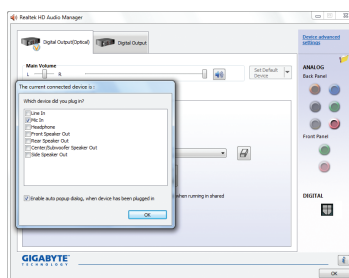 Realtek HD Audio Manager
Digital Output(Optical)
Digital Output
Device advanced settings
Main Volume
L
R
Set Default Device
ANALOG
Back Panel
The current connected device is :
Which device did you plug in?
Line In
Mic In
Headphone
Front Speaker Out
Rear Speaker Out
Center/Subwoofer Speaker Out
Side Speaker Out
Front Panel
Enable auto popup dialog, when device has been plugged in
when running in shared
DIGITAL
OK
GIGABYTE
TECHNOLOGY
OK